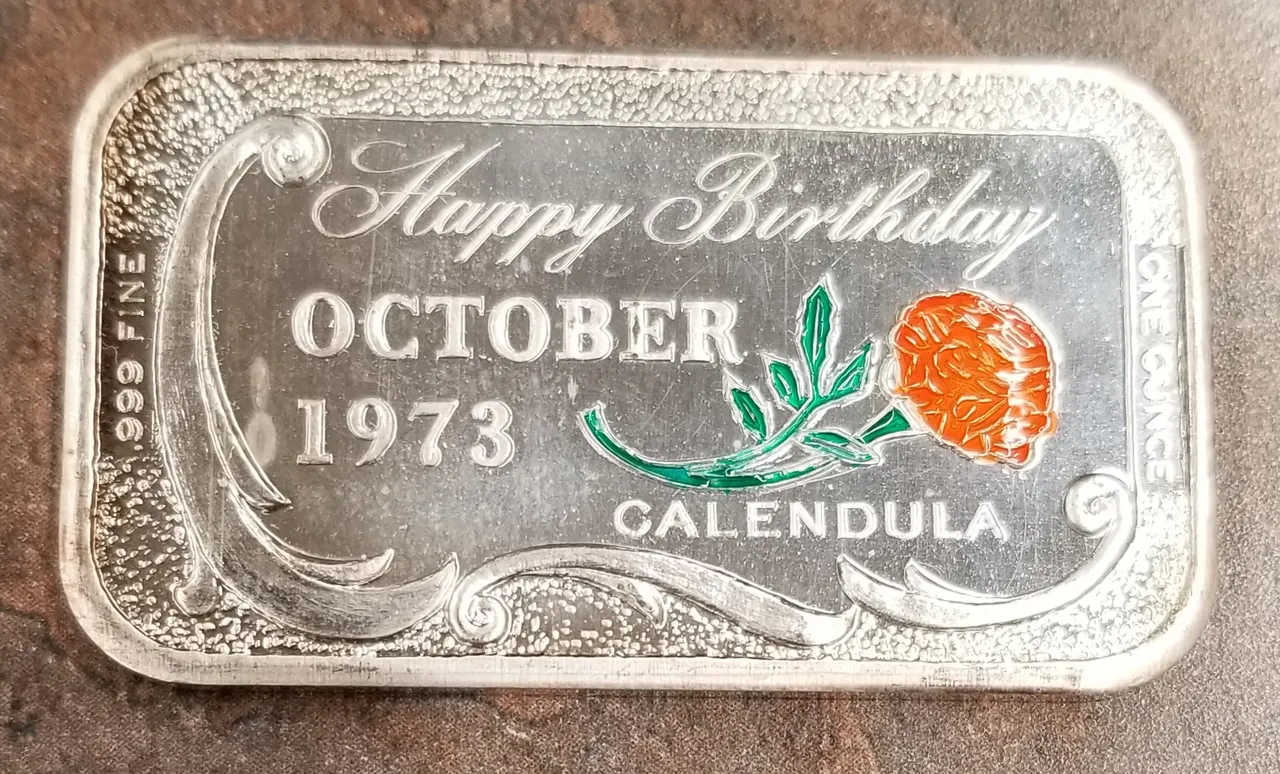 Happy Birthday
OCTOBER
1973
CALENDULA
.999 FINE
ONE OUNCE